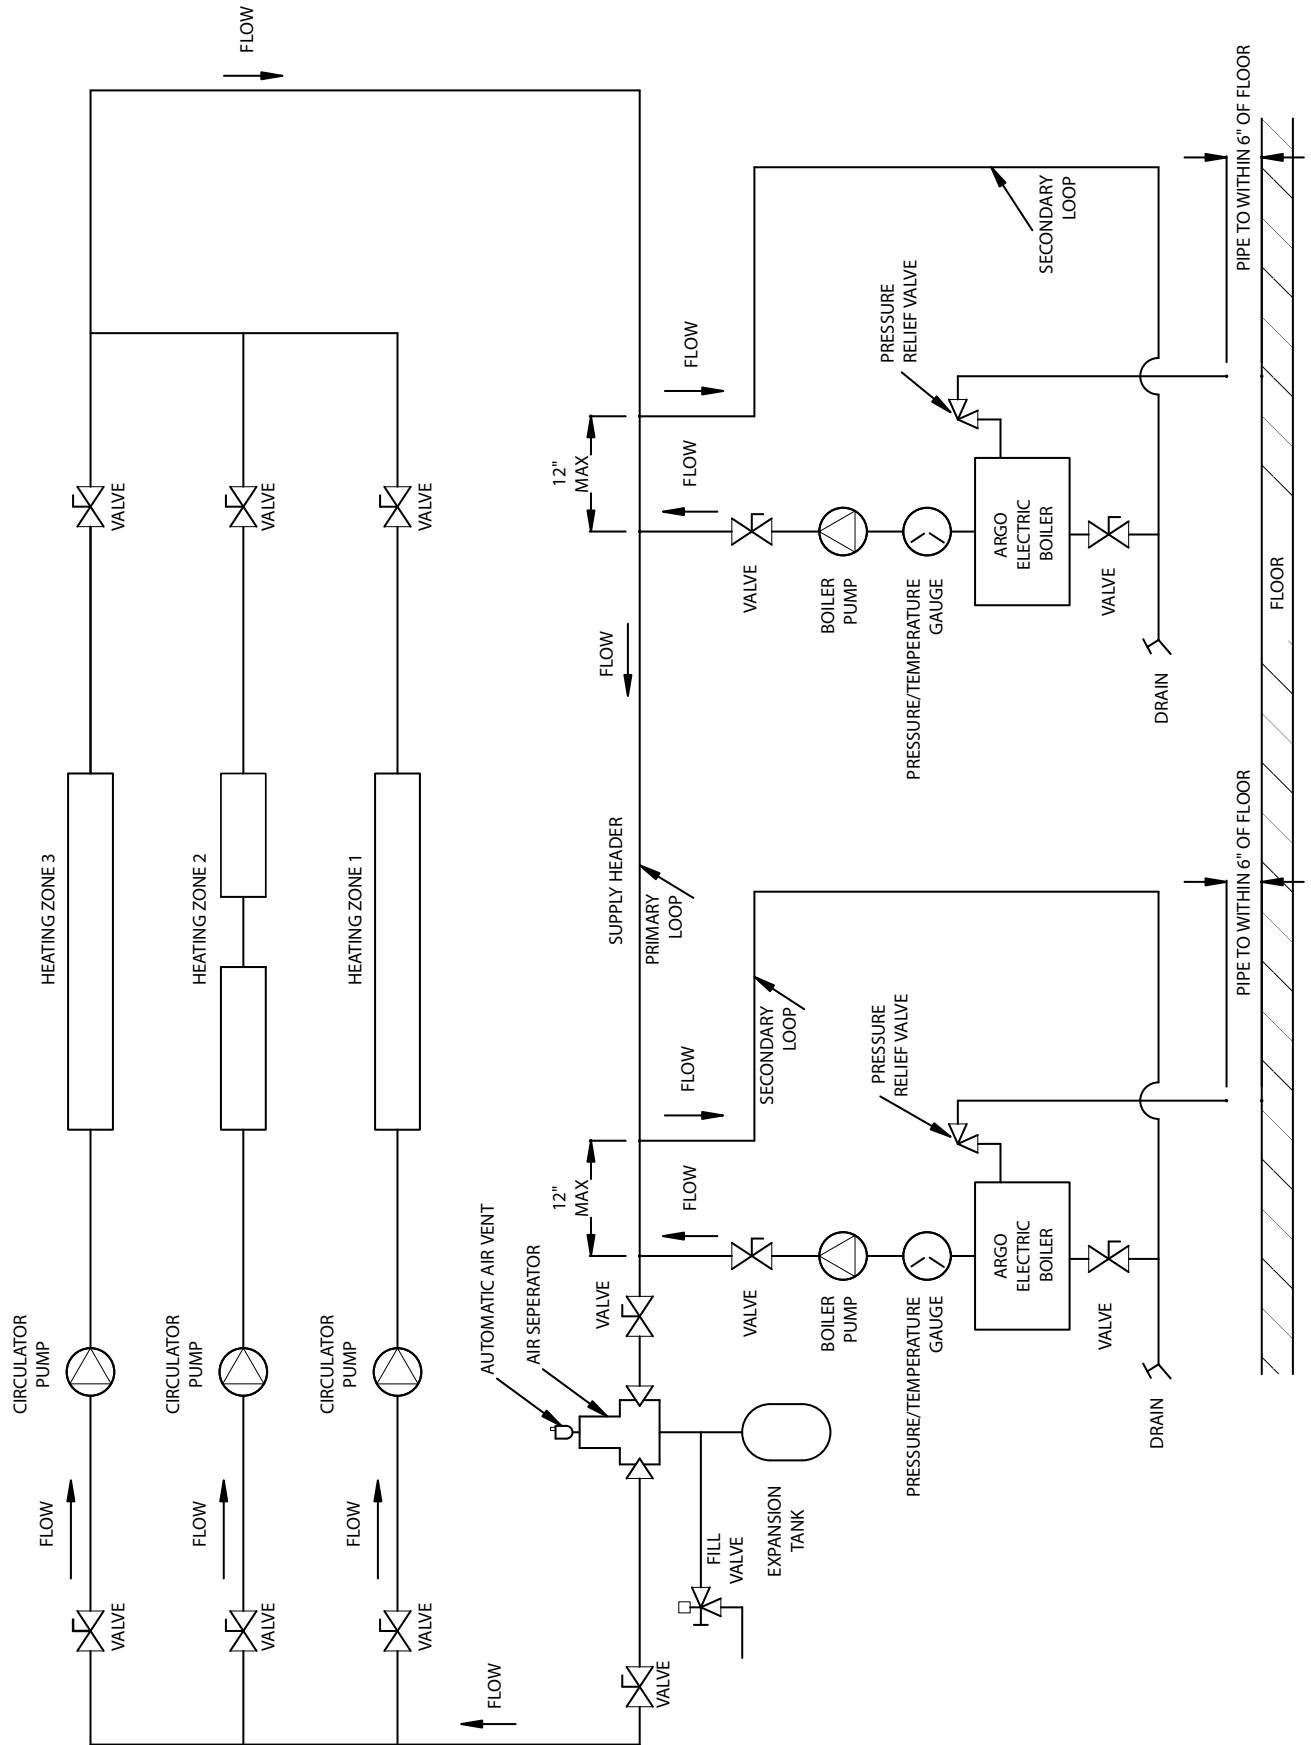 FLOW
CIRCULATOR
PUMP
VALVE
FLOW
HEATING ZONE 3
VALVE
CIRCULATOR
PUMP
VALVE
FLOW
HEATING ZONE 2
VALVE
CIRCULATOR
PUMP
VALVE
FLOW
HEATING ZONE 1
VALVE
FLOW
VALVE
AUTOMATIC AIR VENT
AIR SEPERATOR
VALVE
FILL
VALVE
EXPANSION
TANK
12"
MAX
FLOW
FLOW
SUPPLY HEADER
PRIMARY
LOOP
FLOW
12"
MAX
FLOW
FLOW
VALVE
BOILER
PUMP
PRESSURE/TEMPERATURE
GAUGE
SECONDARY
LOOP
PRESSURE
RELIEF VALVE
ARGO
ELECTRIC
BOILER
VALVE
DRAIN
PIPE TO WITHIN 6" OF FLOOR
VALVE
BOILER
PUMP
PRESSURE/TEMPERATURE
GAUGE
PRESSURE
RELIEF VALVE
SECONDARY
LOOP
ARGO
ELECTRIC
BOILER
VALVE
DRAIN
PIPE TO WITHIN 6" OF FLOOR
FLOOR